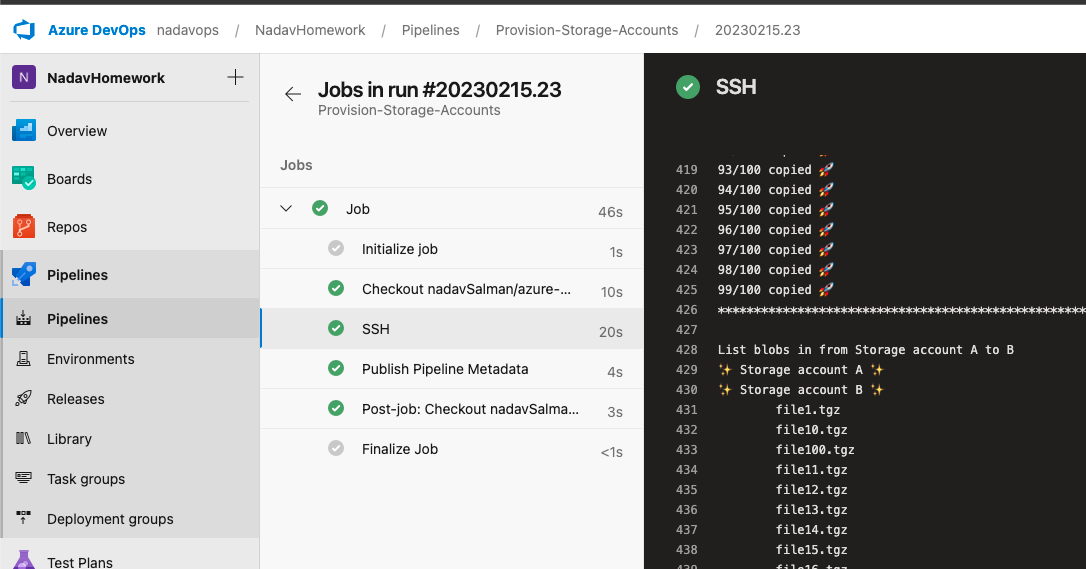 Azure DevOps nadavops / NadavHomework / Pipelines / Provision-Storage-Accounts / 20230215.23
N NadavHomework
Overview
Boards
Repos
Pipelines
Pipelines
Environments
Releases
Library
Task groups
Deployment groups
Test Plans
Jobs in run #20230215.23
Provision-Storage-Accounts
Jobs
Job 46s
Initialize job 1s
Checkout nadavSalman/azure-... 10s
SSH 20s
Publish Pipeline Metadata 4s
Post-job: Checkout nadavSalma... 3s
Finalize Job <1s
SSH
419 93/100 copied 🚀
420 94/100 copied 🚀
421 95/100 copied 🚀
422 96/100 copied 🚀
423 97/100 copied 🚀
424 98/100 copied 🚀
425 99/100 copied 🚀
426 ***************************************************
427
428 List blobs in from Storage account A to B
429 ✨ Storage account A ✨
430 ✨ Storage account B ✨
431 file1.tgz
432 file10.tgz
433 file100.tgz
434 file11.tgz
435 file12.tgz
436 file13.tgz
437 file14.tgz
438 file15.tgz
439 file16.tgz